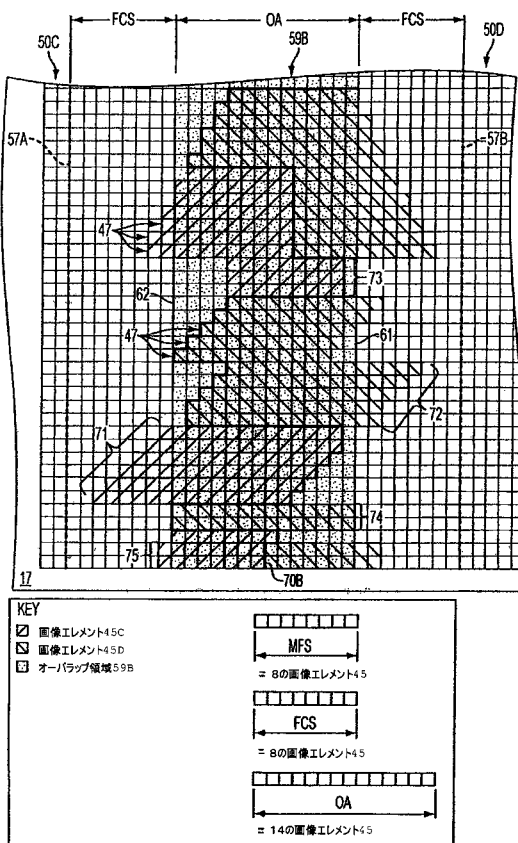 FCS OA FCS
50C 59B 50D
57A 57B
47
73
62
47 61
71 72
74
75
17 70B
KEY
画像エレメント45C
画像エレメント45D
オーバラップ領域59B
MFS
= 8の画像エレメント45
FCS
= 8の画像エレメント45
OA
= 14の画像エレメント45